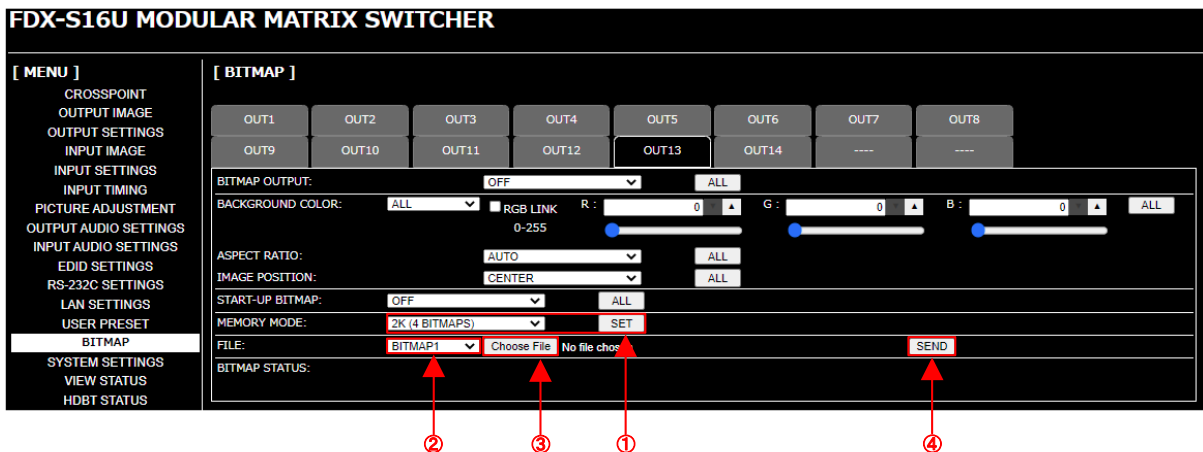 FDX-S16U MODULAR MATRIX SWITCHER
[ MENU ]
CROSSPOINT
OUTPUT IMAGE
OUTPUT SETTINGS
INPUT IMAGE
INPUT SETTINGS
INPUT TIMING
PICTURE ADJUSTMENT
OUTPUT AUDIO SETTINGS
INPUT AUDIO SETTINGS
EDID SETTINGS
RS-232C SETTINGS
LAN SETTINGS
USER PRESET
BITMAP
SYSTEM SETTINGS
VIEW STATUS
HDBT STATUS
[ BITMAP ]
OUT1 OUT2 OUT3 OUT4 OUT5 OUT6 OUT7 OUT8
OUT9 OUT10 OUT11 OUT12 OUT13 OUT14 ---- ----
BITMAP OUTPUT: OFF ALL
BACKGROUND COLOR: ALL RGB LINK R : 0 G : 0 B : 0 ALL
0-255
ASPECT RATIO: AUTO ALL
IMAGE POSITION: CENTER ALL
START-UP BITMAP: OFF ALL
MEMORY MODE: 2K (4 BITMAPS) SET
FILE: BITMAP1 Choose File No file chosen SEND
BITMAP STATUS:
② ③ ① ④